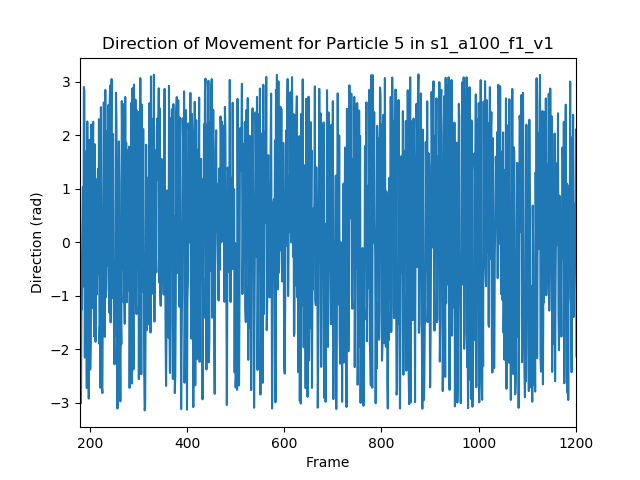 Direction of Movement for Particle 5 in s1_a100_f1_v1
3
2
1
0
−1
−2
−3
Direction (rad)
200 400 600 800 1000 1200
Frame